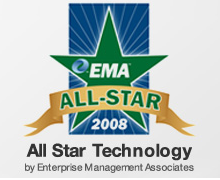 EMA
ALL-STAR
2008
All Star Technology
by Enterprise Management Associates